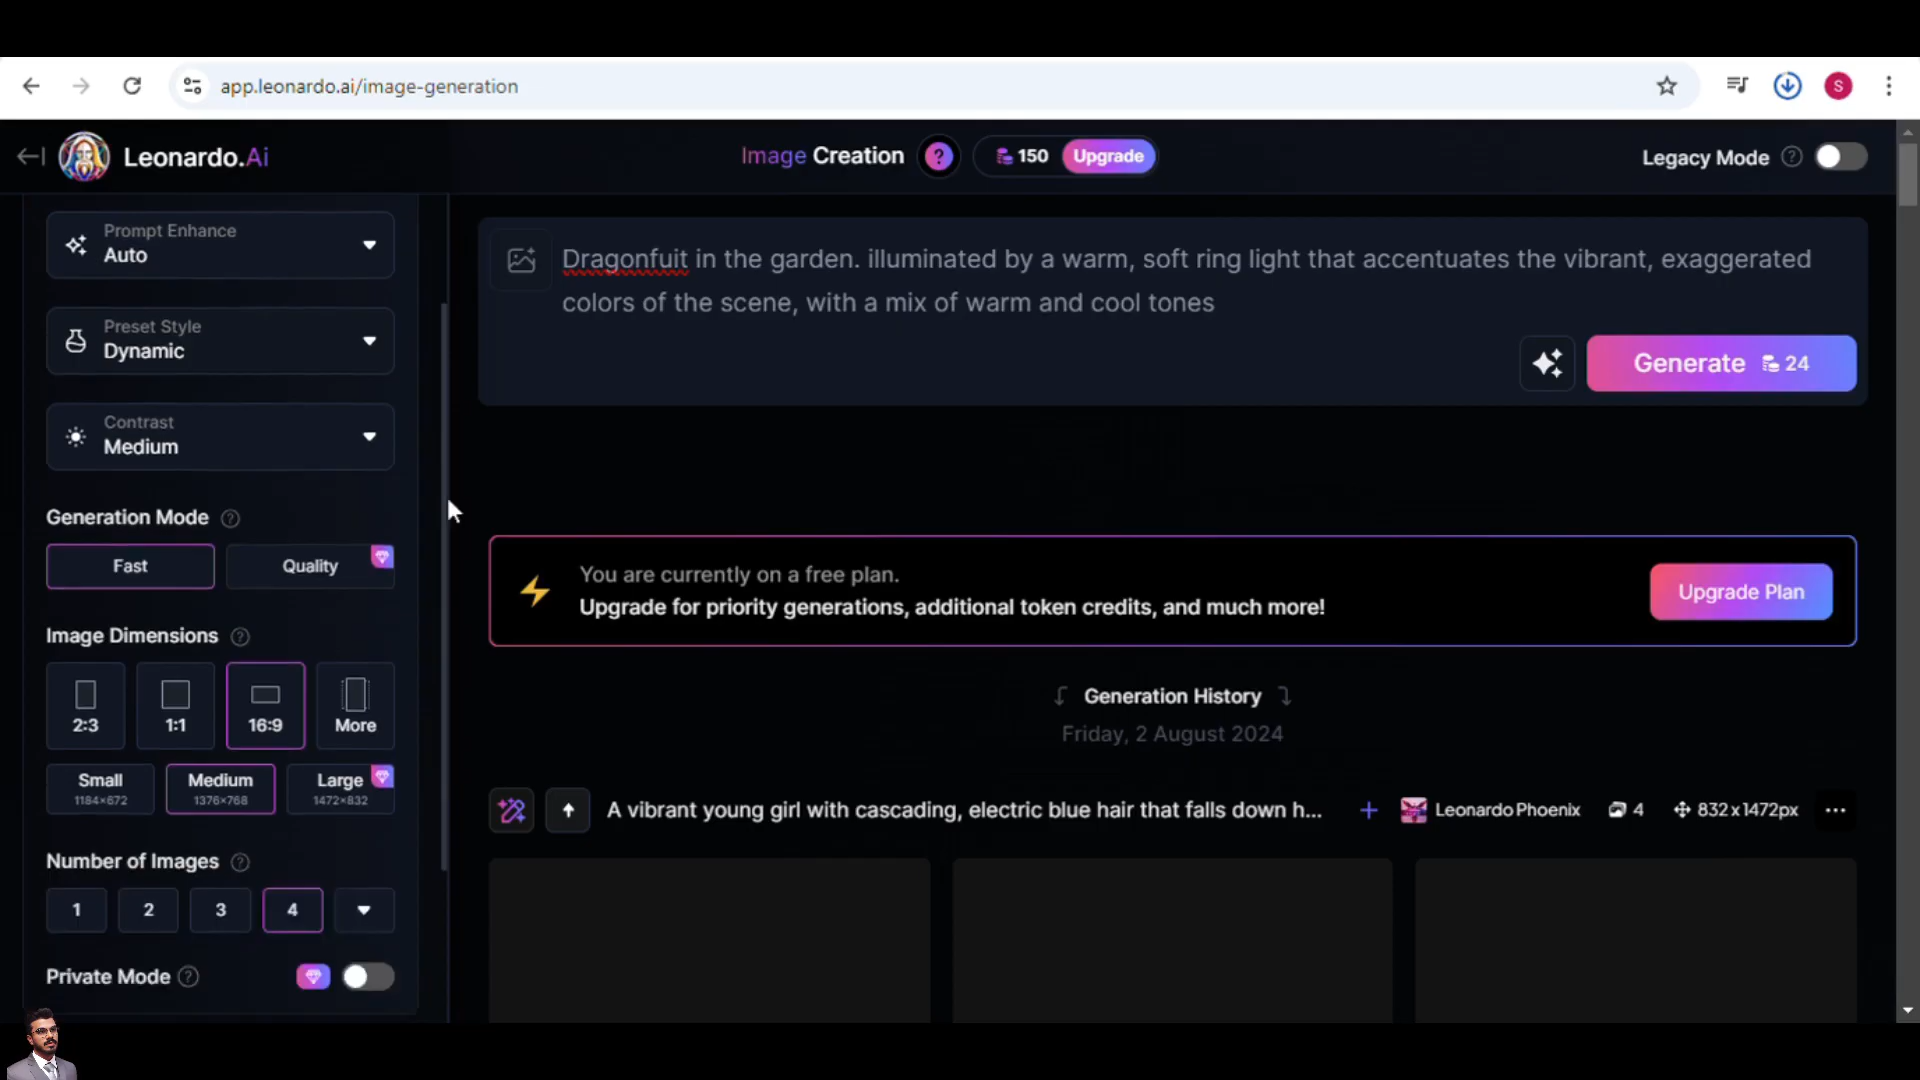 app.leonardo.ai/image-generation
S
Leonardo.Ai
Image Creation
?
150
Upgrade
Legacy Mode
?
Prompt Enhance
Auto
Preset Style
Dynamic
Contrast
Medium
Generation Mode ?
Fast
Quality
Image Dimensions ?
2:3
1:1
16:9
More
Small
1184×672
Medium
1376×768
Large
1472×832
Number of Images ?
1
2
3
4
Private Mode ?
Dragonfuit in the garden. illuminated by a warm, soft ring light that accentuates the vibrant, exaggerated
colors of the scene, with a mix of warm and cool tones
Generate 24
You are currently on a free plan.
Upgrade for priority generations, additional token credits, and much more!
Upgrade Plan
Generation History
Friday, 2 August 2024
A vibrant young girl with cascading, electric blue hair that falls down h...
Leonardo Phoenix
4
832x1472px